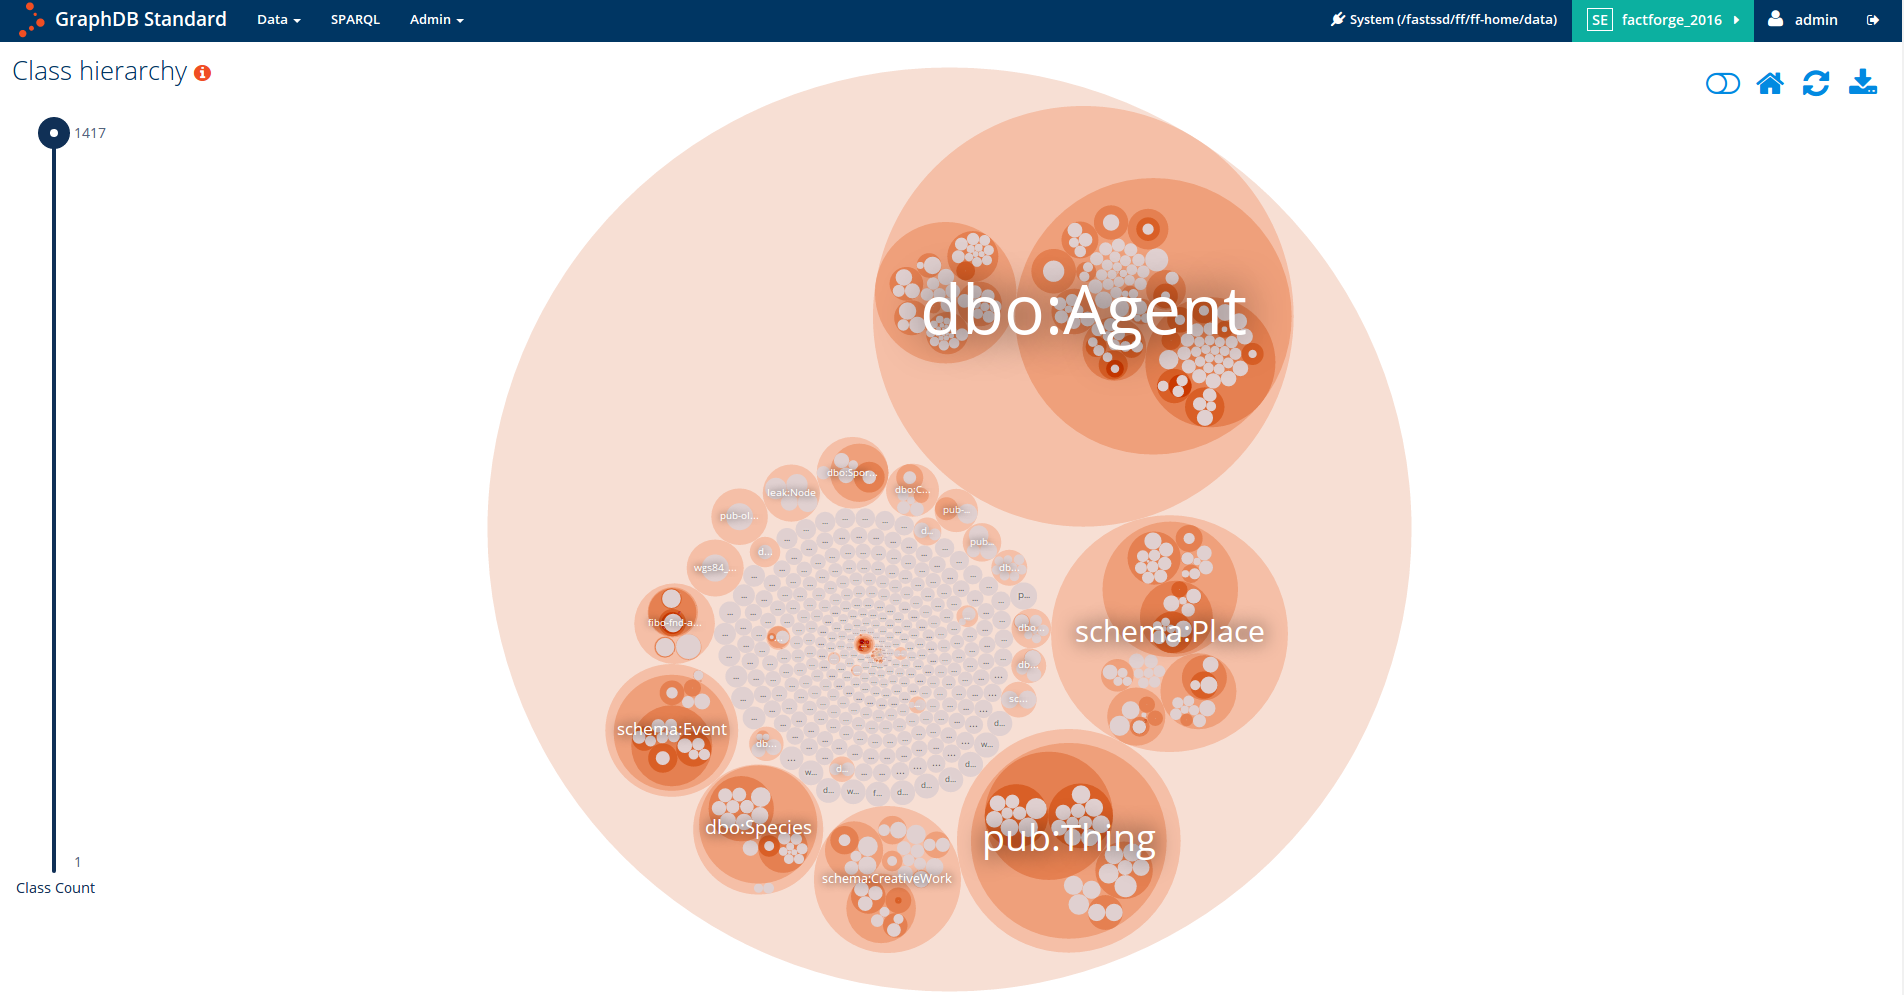 GraphDB Standard
Data
SPARQL
Admin
System (/fastssd/ff/ff-home/data)
SE
factforge_2016
admin
Class hierarchy
1417
dbo:Agent
dbo:Spor...
leak:Node
dbo:C...
pub-ol...
pub-...
d...
pub...
d...
wgs84_...
db...
p...
fibo-fnd-a...
dbo...
schema:Place
db...
sc...
schema:Event
d...
db...
w...
d...
w...
d...
d...
d...
w...
f...
d...
d...
dbo:Species
pub:Thing
schema:CreativeWork
1
Class Count